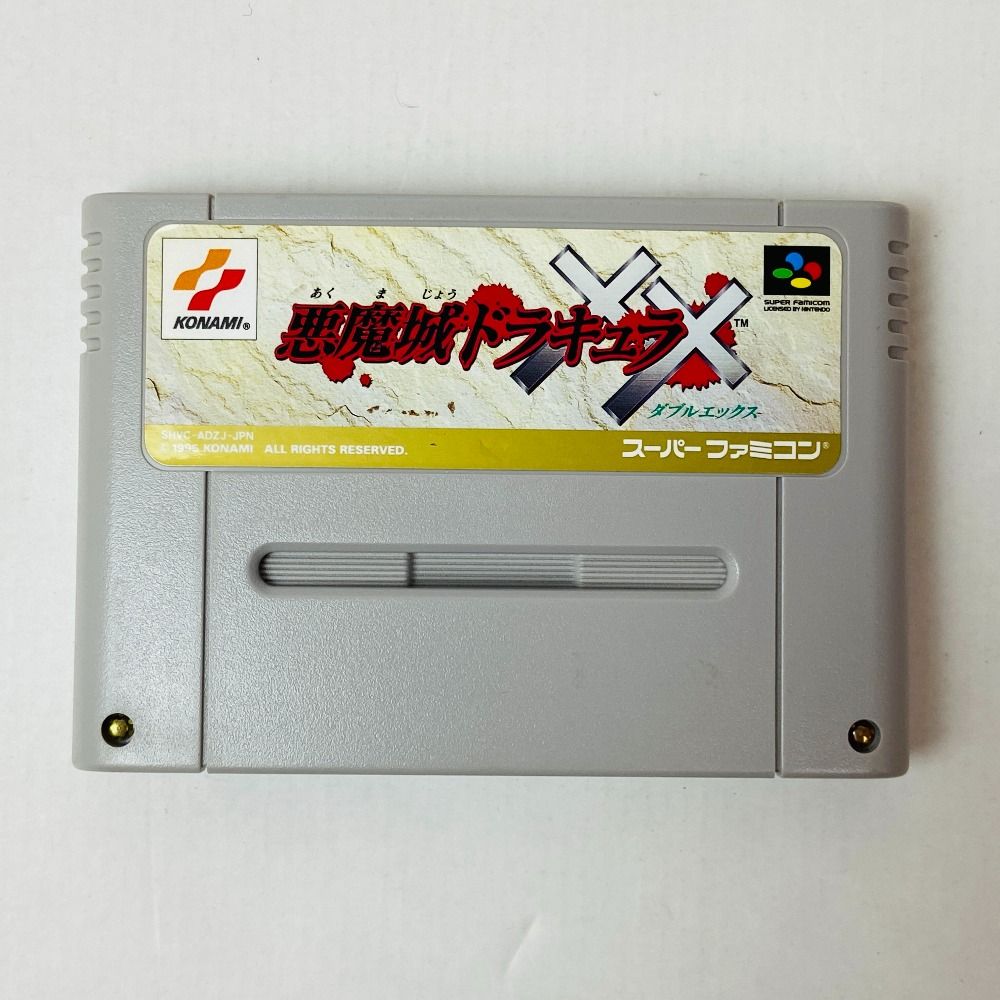 KONAMI®
あく ま じょう
悪魔城ドラキュラXX™
ダブルエックス
SUPER FAMICOM
LICENSED BY NINTENDO
SHVC-ADZJ-JPN
© 1995 KONAMI ALL RIGHTS RESERVED.
スーパーファミコン®